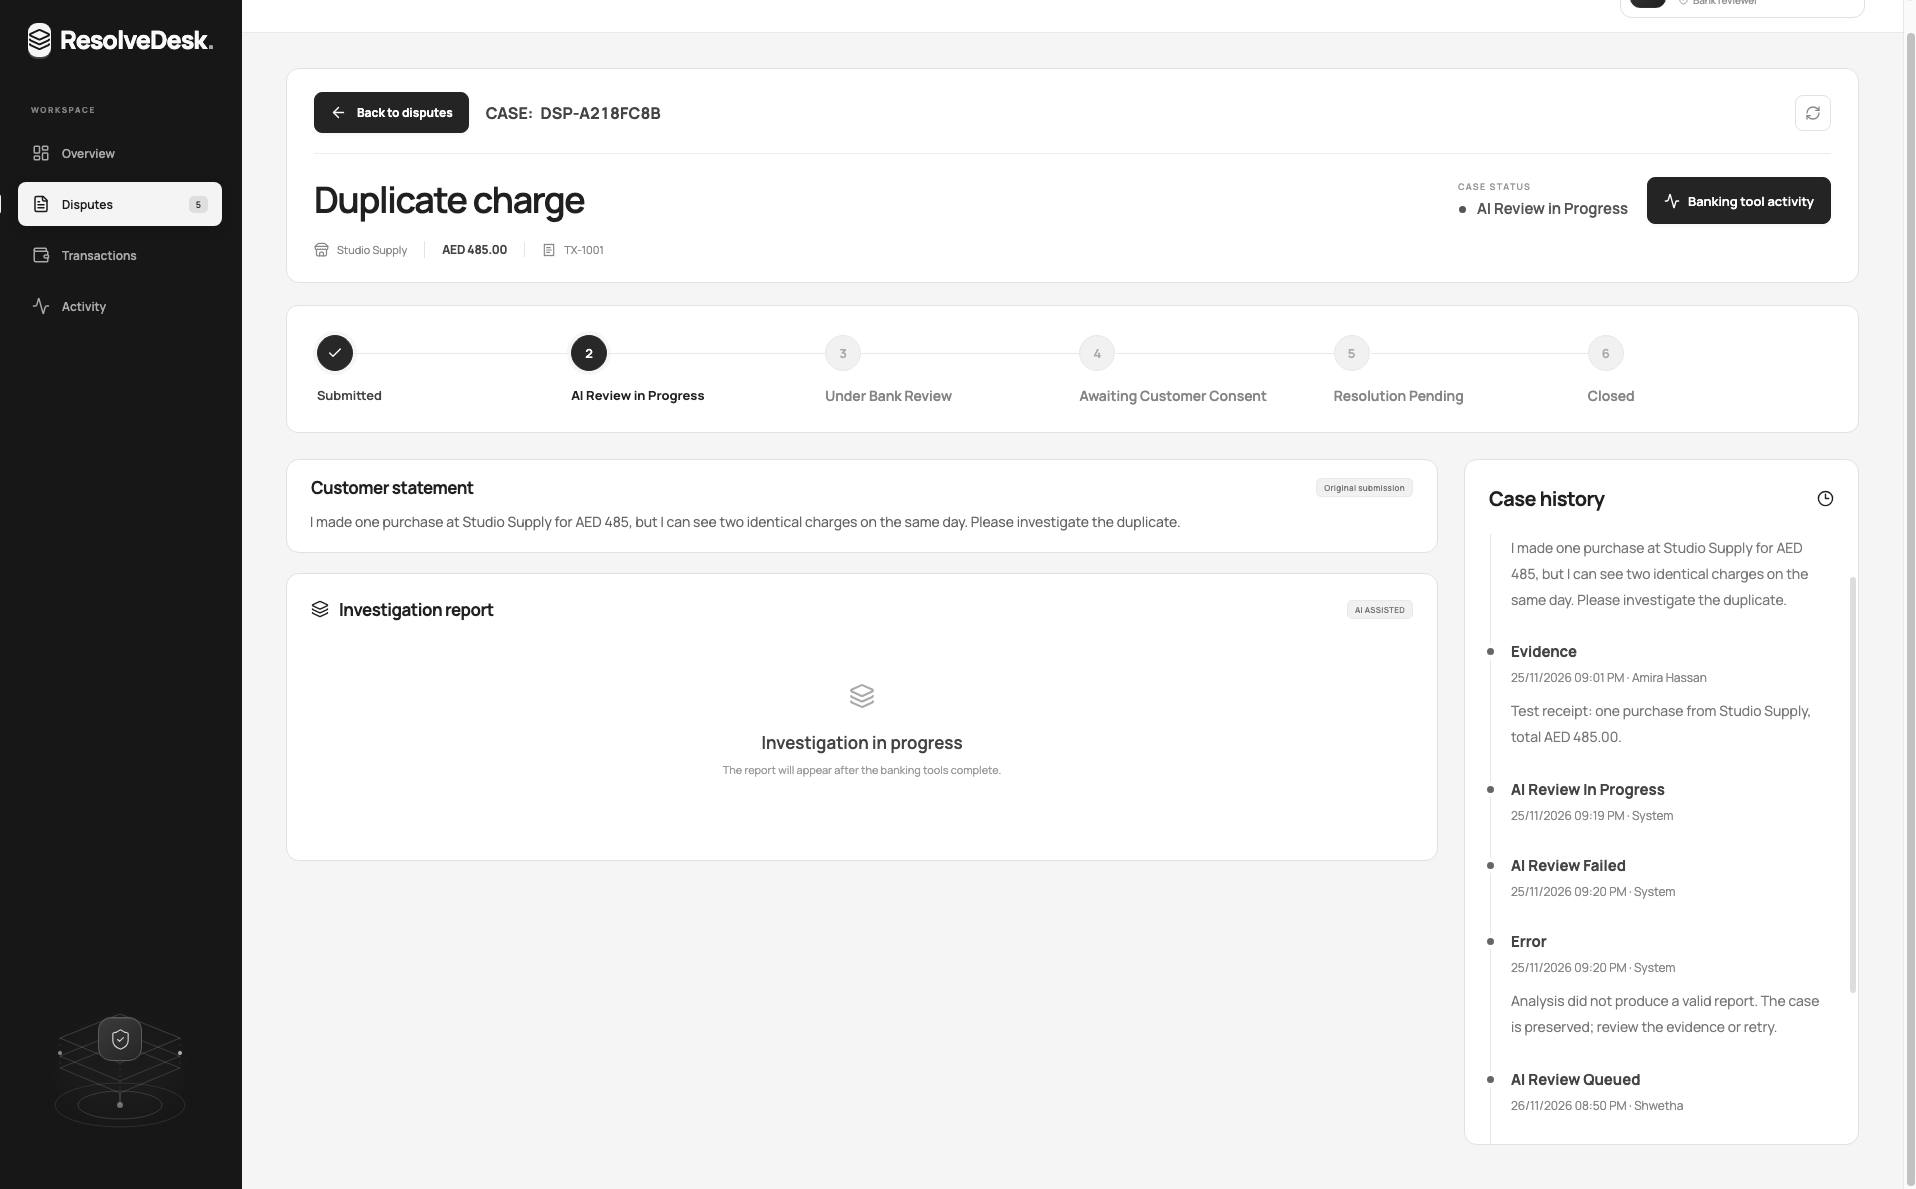 Bank reviewer
ResolveDesk.
WORKSPACE
Overview
Disputes
5
Transactions
Activity
Back to disputes
CASE: DSP-A218FC8B
Duplicate charge
Studio Supply
AED 485.00
TX-1001
CASE STATUS
AI Review in Progress
Banking tool activity
2
3
4
5
6
Submitted
AI Review in Progress
Under Bank Review
Awaiting Customer Consent
Resolution Pending
Closed
Customer statement
Original submission
I made one purchase at Studio Supply for AED 485, but I can see two identical charges on the same day. Please investigate the duplicate.
Investigation report
AI ASSISTED
Investigation in progress
The report will appear after the banking tools complete.
Case history
I made one purchase at Studio Supply for AED
485, but I can see two identical charges on the
same day. Please investigate the duplicate.
Evidence
25/11/2026 09:01 PM · Amira Hassan
Test receipt: one purchase from Studio Supply,
total AED 485.00.
AI Review In Progress
25/11/2026 09:19 PM · System
AI Review Failed
25/11/2026 09:20 PM · System
Error
25/11/2026 09:20 PM · System
Analysis did not produce a valid report. The case
is preserved; review the evidence or retry.
AI Review Queued
26/11/2026 08:50 PM · Shwetha